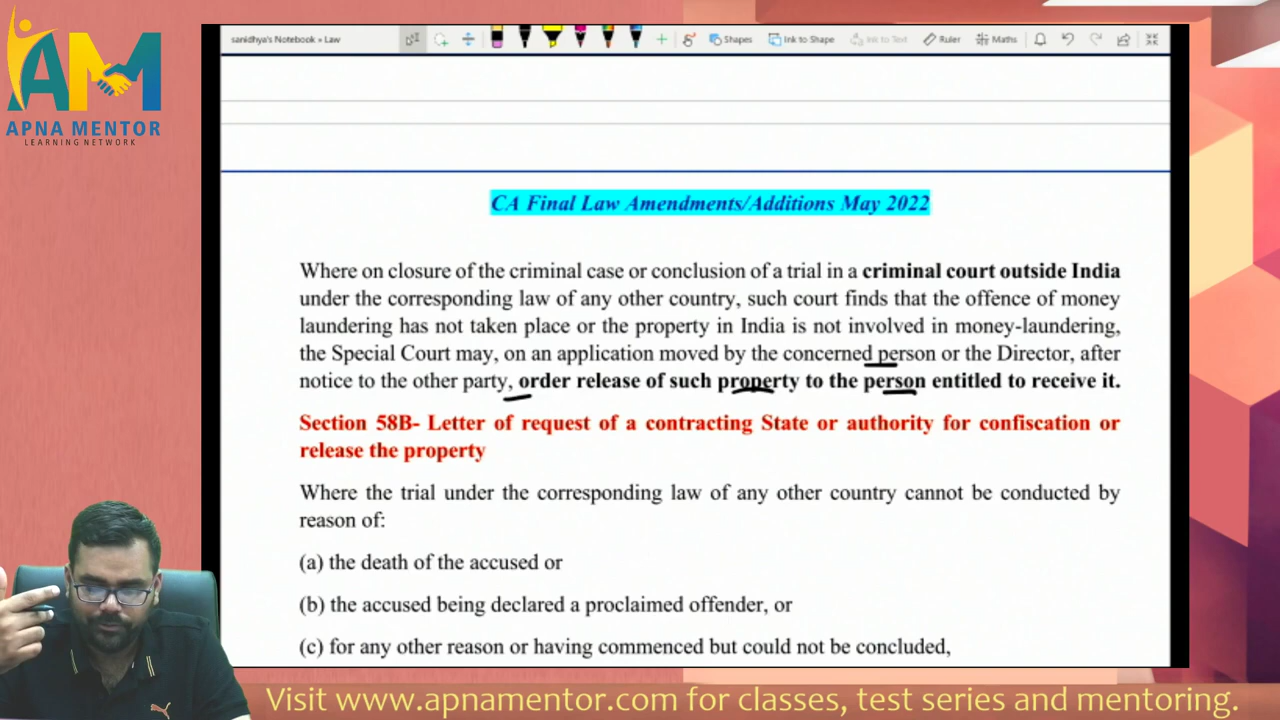 sanidhya's Notebook » Law
Shapes
Ink to Shape
Ink to Text
Ruler
Maths
AM
APNA MENTOR
LEARNING NETWORK
CA Final Law Amendments/Additions May 2022
Where on closure of the criminal case or conclusion of a trial in a criminal court outside India
under the corresponding law of any other country, such court finds that the offence of money
laundering has not taken place or the property in India is not involved in money-laundering,
the Special Court may, on an application moved by the concerned person or the Director, after
notice to the other party, order release of such property to the person entitled to receive it.
Section 58B- Letter of request of a contracting State or authority for confiscation or
release the property
Where the trial under the corresponding law of any other country cannot be conducted by
reason of:
(a) the death of the accused or
(b) the accused being declared a proclaimed offender, or
(c) for any other reason or having commenced but could not be concluded,
Visit www.apnamentor.com for classes, test series and mentoring.